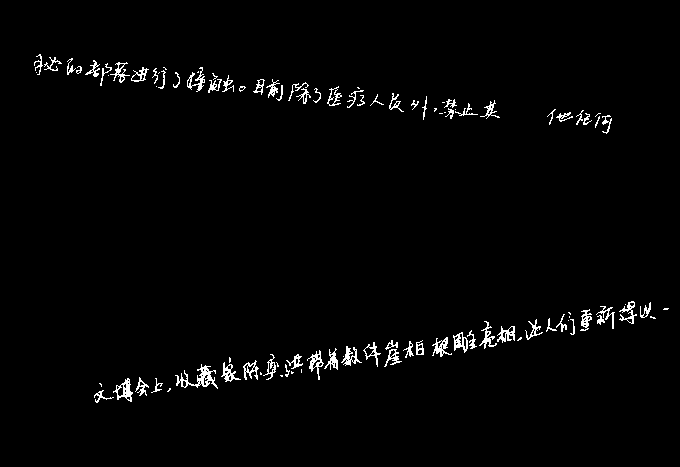 秘的部落进行了接触。目前除了医疗人员外,禁止其他任何
文博会上,收藏家陈奕洪带着数件崖柏根雕亮相,让人们重新得以一